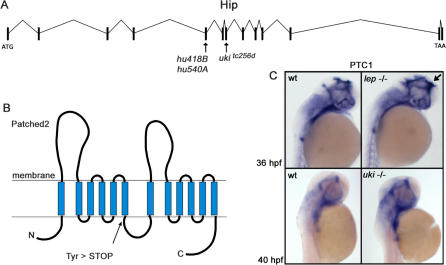 A
Hip
ATG
TAA
hu418B
hu540A
uki tc256d
B
Patched2
membrane
N
C
Tyr > STOP
C
PTC1
wt
lep -/-
36 hpf
wt
uki -/-
40 hpf